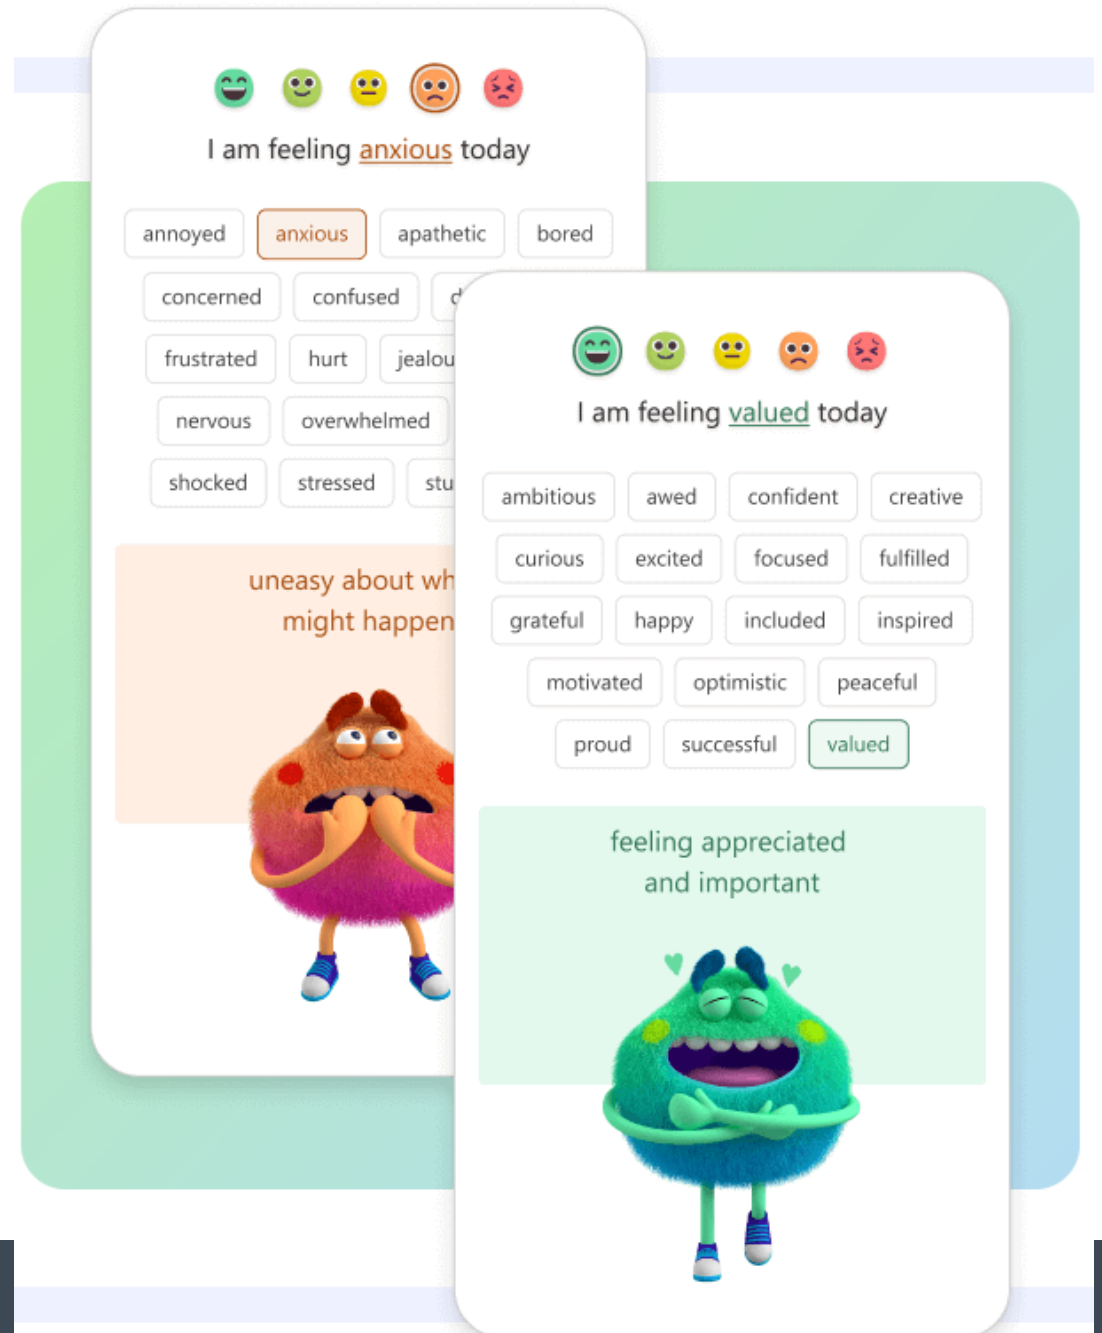 I am feeling anxious today
annoyed anxious apathetic bored
concerned confused
frustrated hurt
nervous overwhelmed
shocked stressed
uneasy about
might happen
I am feeling valued today
ambitious awed confident creative
curious excited focused fulfilled
grateful happy included inspired
motivated optimistic peaceful
proud successful valued
feeling appreciated
and important